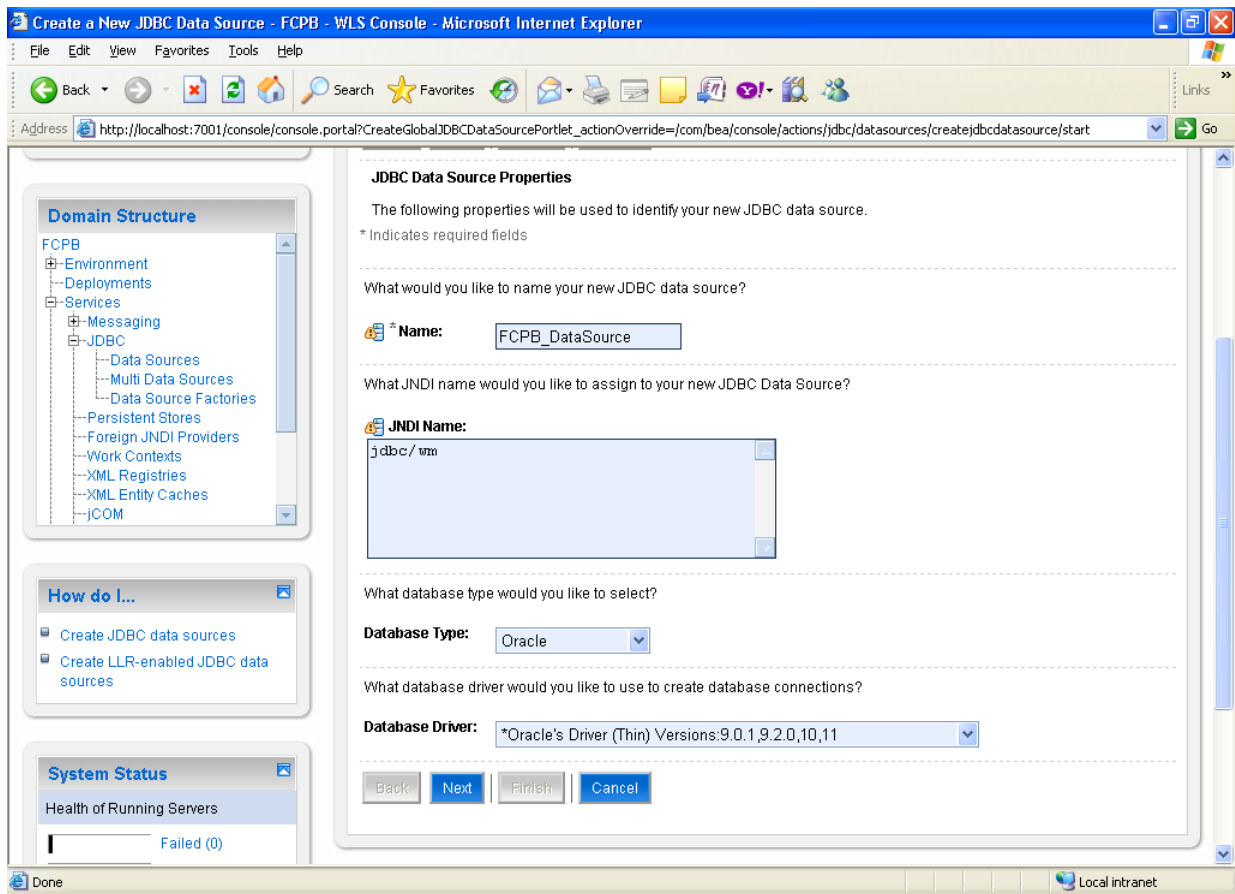 Create a New JDBC Data Source - FCPB - WLS Console - Microsoft Internet Explorer
File Edit View Favorites Tools Help
Back Search Favorites Links
Address http://localhost:7001/console/console.portal?CreateGlobalJDBCDataSourcePortlet_actionOverride=/com/bea/console/actions/jdbc/datasources/createjdbcdatasource/start Go
Domain Structure
FCPB
Environment
Deployments
Services
Messaging
JDBC
Data Sources
Multi Data Sources
Data Source Factories
Persistent Stores
Foreign JNDI Providers
Work Contexts
XML Registries
XML Entity Caches
jCOM
How do I...
Create JDBC data sources
Create LLR-enabled JDBC data
sources
System Status
Health of Running Servers
Failed (0)
JDBC Data Source Properties
The following properties will be used to identify your new JDBC data source.
* Indicates required fields
What would you like to name your new JDBC data source?
* Name: FCPB_DataSource
What JNDI name would you like to assign to your new JDBC Data Source?
JNDI Name:
jdbc/wm
What database type would you like to select?
Database Type: Oracle
What database driver would you like to use to create database connections?
Database Driver: *Oracle's Driver (Thin) Versions:9.0.1,9.2.0,10,11
Back Next Finish Cancel
Done Local intranet